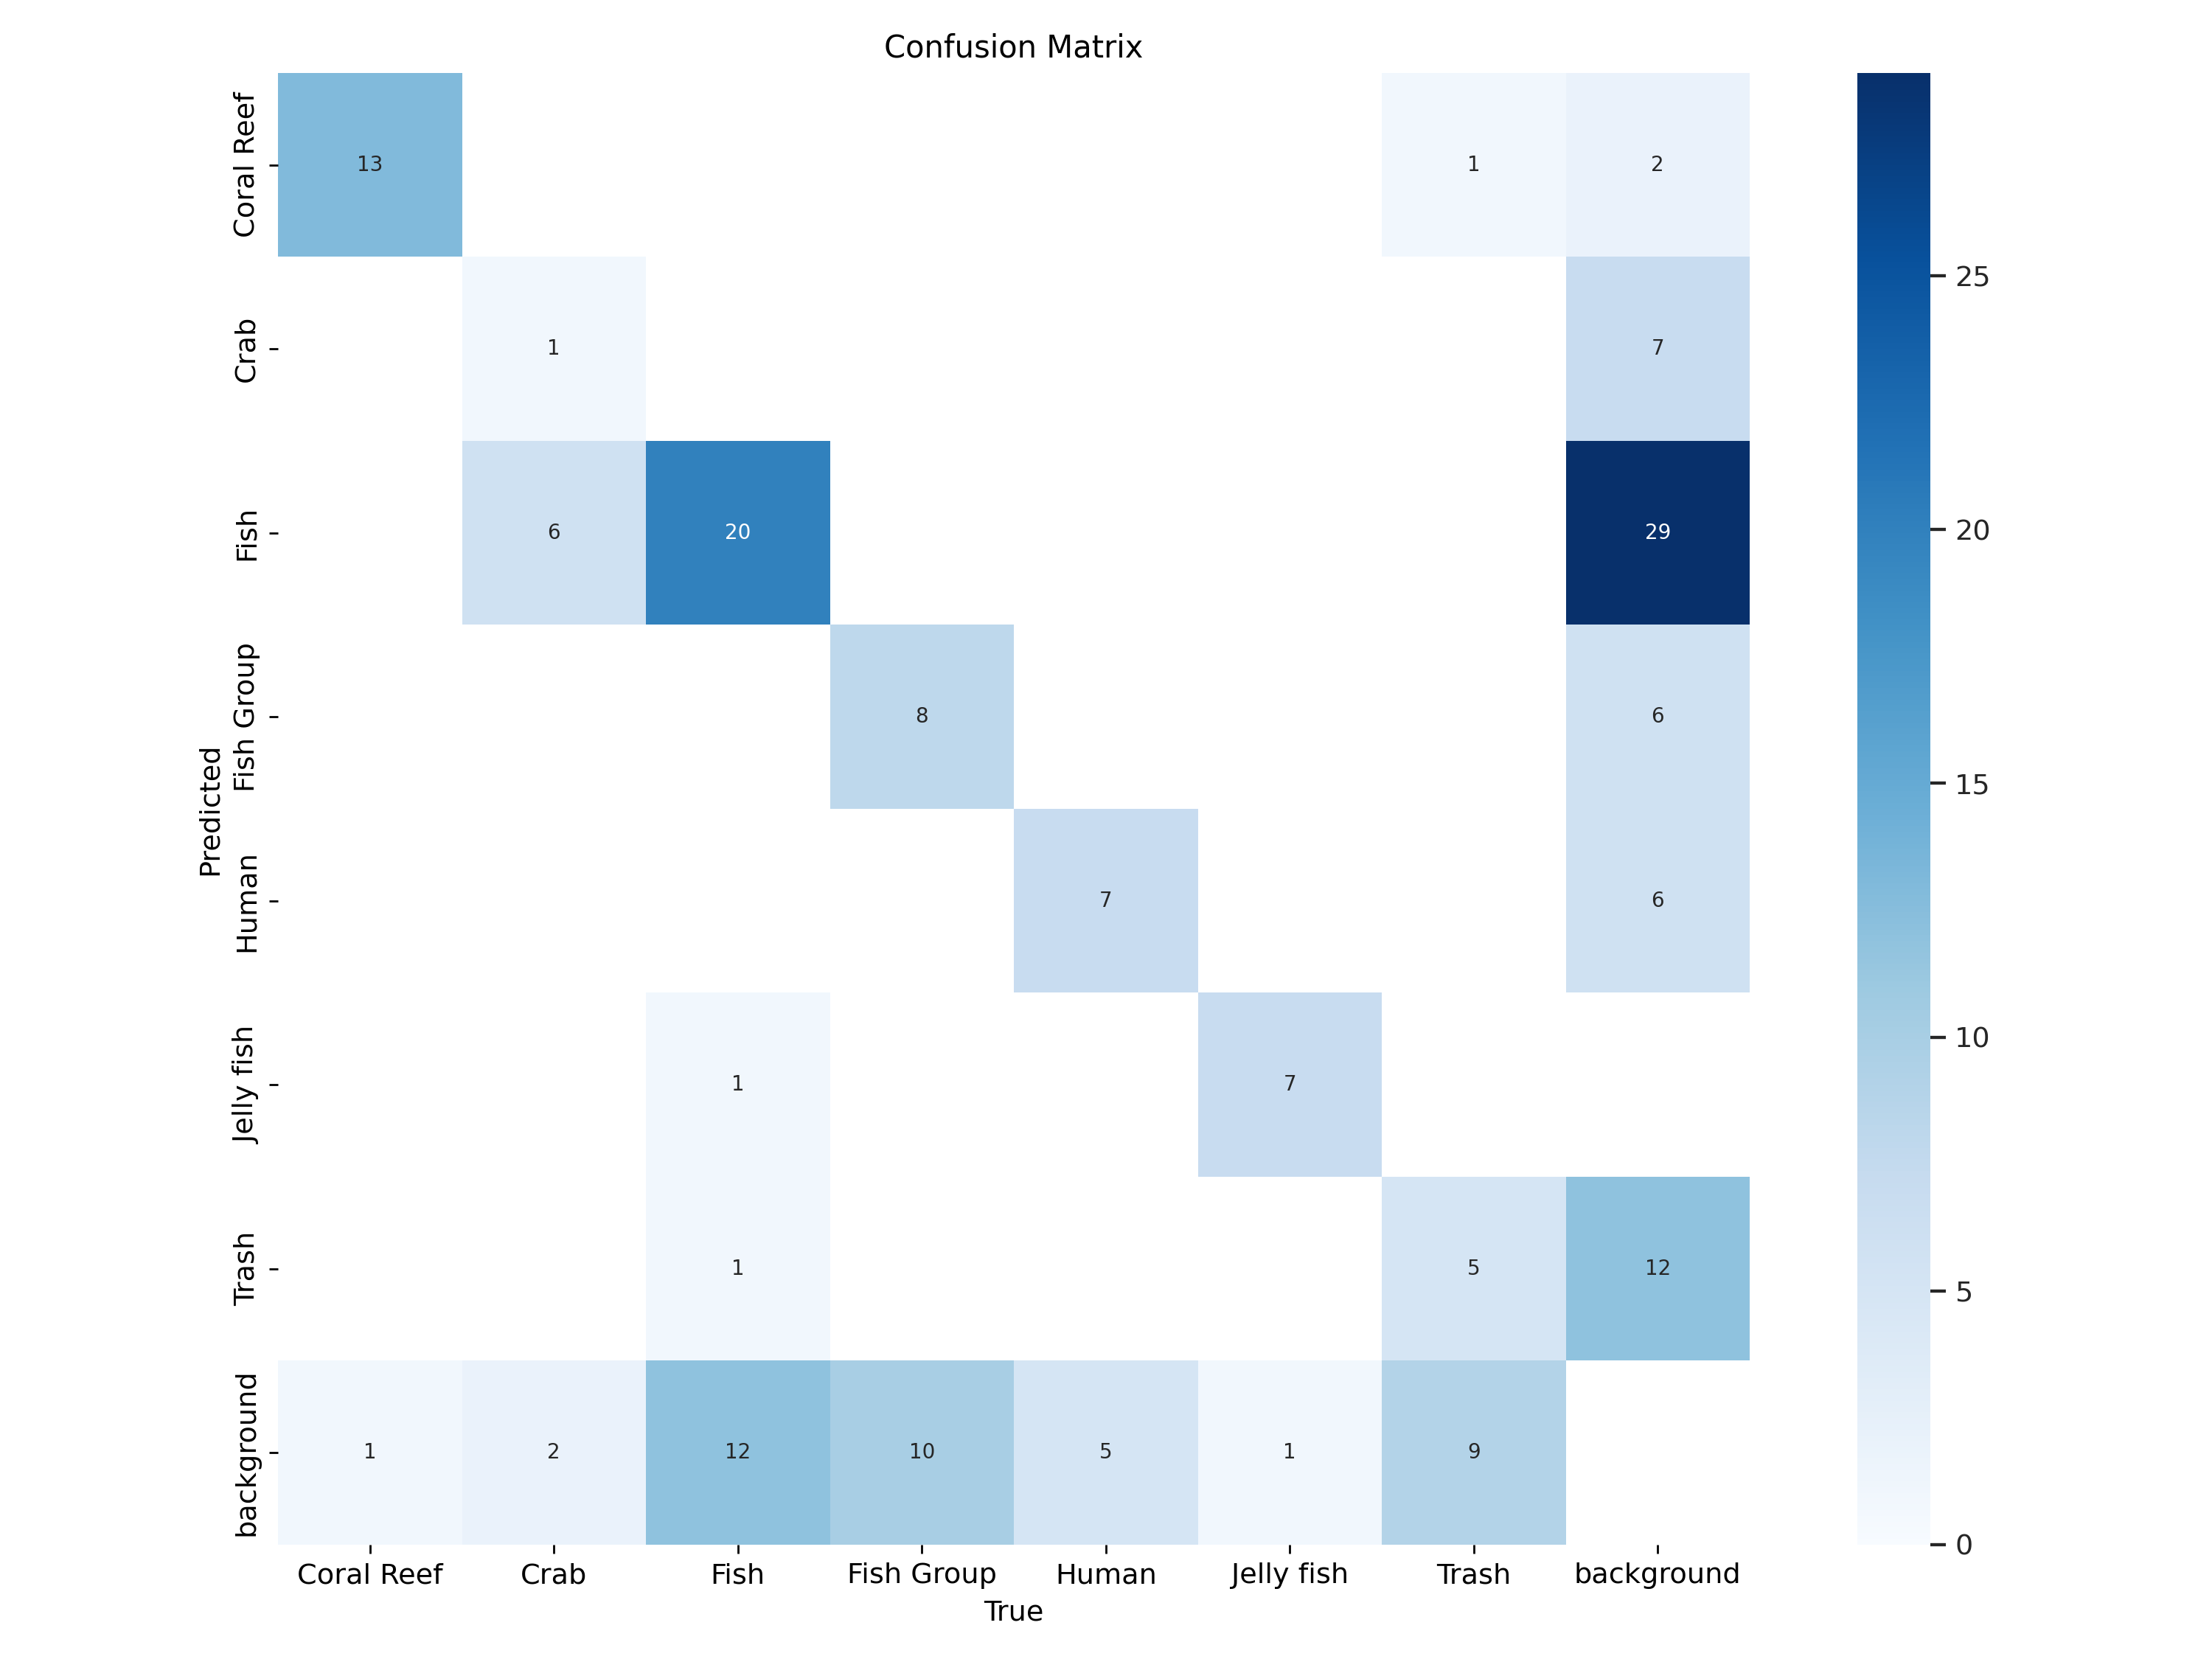 Confusion Matrix
Predicted
Coral Reef
13
1
2
Crab
1
7
Fish
6
20
29
Fish Group
8
6
Human
7
6
Jelly fish
1
7
Trash
1
5
12
background
1
2
12
10
5
1
9
Coral Reef
Crab
Fish
Fish Group
Human
Jelly fish
Trash
background
True
25
20
15
10
5
0